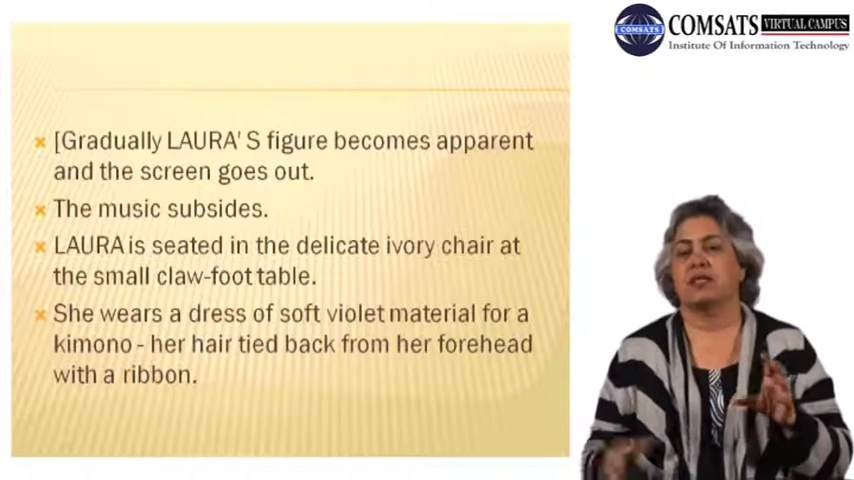 COMSATS
COMSATS VIRTUAL CAMPUS
Institute Of Information Technology
[Gradually LAURA' S figure becomes apparent
and the screen goes out.
The music subsides.
LAURA is seated in the delicate ivory chair at
the small claw-foot table.
She wears a dress of soft violet material for a
kimono - her hair tied back from her forehead
with a ribbon.